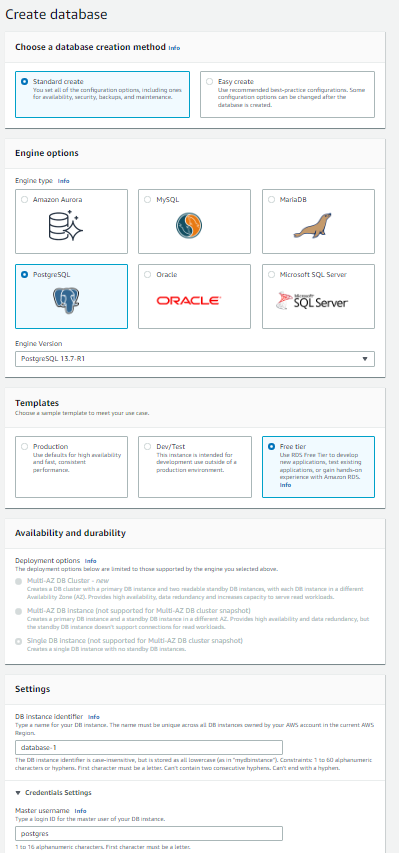 Create database
Choose a database creation method Info
Standard create
You set all of the configuration options, including ones
for availability, security, backups, and maintenance.
Easy create
Use recommended best-practice configurations. Some
configuration options can be changed after the
database is created.
Engine options
Engine type Info
Amazon Aurora
MySQL
MariaDB
PostgreSQL
Oracle
ORACLE
Microsoft SQL Server
Microsoft
SQL Server
Engine Version
PostgreSQL 13.7-R1
Templates
Choose a sample template to meet your use case.
Production
Use defaults for high availability
and fast, consistent
performance.
Dev/Test
This instance is intended for
development use outside of a
production environment.
Free tier
Use RDS Free Tier to develop
new applications, test existing
applications, or gain hands-on
experience with Amazon RDS.
Info
Availability and durability
Deployment options Info
The deployment options below are limited to those supported by the engine you selected above.
Multi-AZ DB Cluster - new
Creates a DB cluster with a primary DB instance and two readable standby DB instances, with each DB instance in a different
Availability Zone (AZ). Provides high availability, data redundancy and increases capacity to serve read workloads.
Multi-AZ DB instance (not supported for Multi-AZ DB cluster snapshot)
Creates a primary DB instance and a standby DB instance in a different AZ. Provides high availability and data redundancy, but
the standby DB instance doesn't support connections for read workloads.
Single DB instance (not supported for Multi-AZ DB cluster snapshot)
Creates a single DB instance with no standby DB instances.
Settings
DB instance identifier Info
Type a name for your DB instance. The name must be unique across all DB instances owned by your AWS account in the current AWS
Region.
database-1
The DB instance identifier is case-insensitive, but is stored as all lowercase (as in "mydbinstance"). Constraints: 1 to 60 alphanumeric
characters or hyphens. First character must be a letter. Can't contain two consecutive hyphens. Can't end with a hyphen.
Credentials Settings
Master username Info
Type a login ID for the master user of your DB instance.
postgres
1 to 16 alphanumeric characters. First character must be a letter.